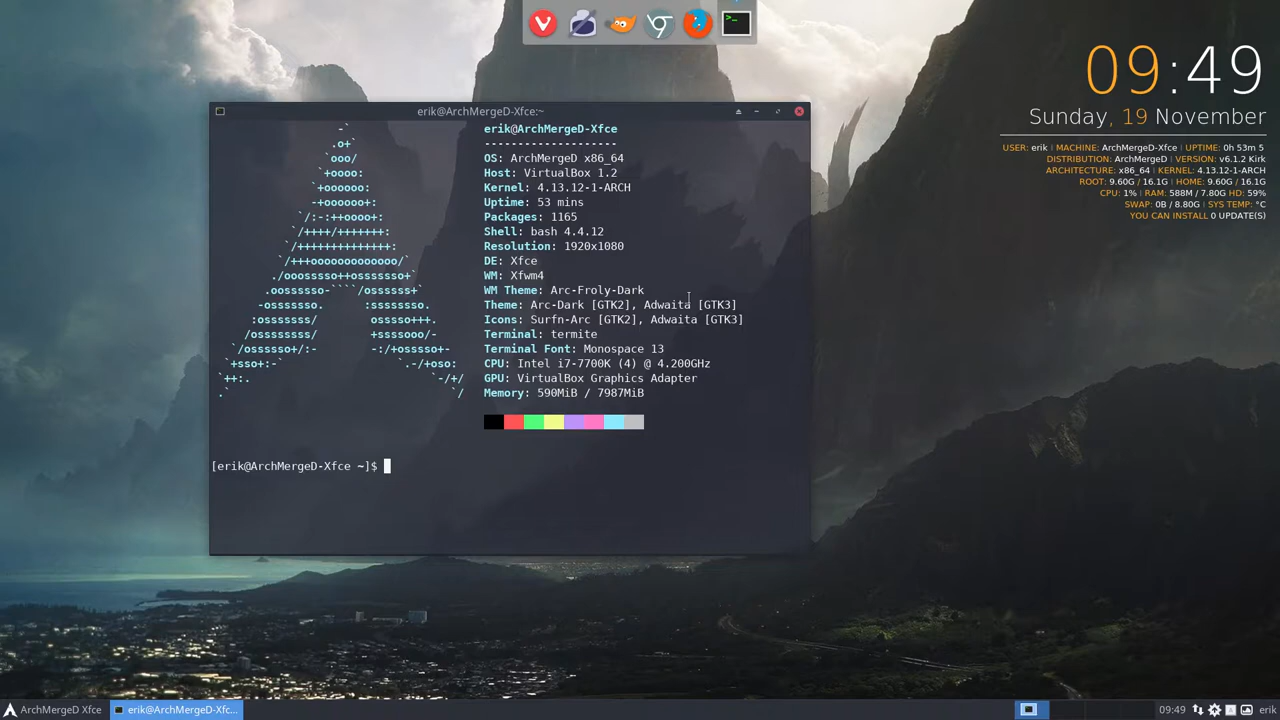 09:49
Sunday, 19 November
USER: erik | MACHINE: ArchMergeD-Xfce | UPTIME: 0h 53m 5
DISTRIBUTION: ArchMergeD | VERSION: v6.1.2 Kirk
ARCHITECTURE: x86_64 | KERNEL: 4.13.12-1-ARCH
ROOT: 9.60G / 16.1G | HOME: 9.60G / 16.1G
CPU: 1% | RAM: 588M / 7.80G HD: 59%
SWAP: 0B / 8.80G | SYS TEMP: °C
YOU CAN INSTALL 0 UPDATE(S)
erik@ArchMergeD-Xfce:~
erik@ArchMergeD-Xfce
--------------------
OS: ArchMergeD x86_64
Host: VirtualBox 1.2
Kernel: 4.13.12-1-ARCH
Uptime: 53 mins
Packages: 1165
Shell: bash 4.4.12
Resolution: 1920x1080
DE: Xfce
WM: Xfwm4
WM Theme: Arc-Froly-Dark
Theme: Arc-Dark [GTK2], Adwaita [GTK3]
Icons: Surfn-Arc [GTK2], Adwaita [GTK3]
Terminal: termite
Terminal Font: Monospace 13
CPU: Intel i7-7700K (4) @ 4.200GHz
GPU: VirtualBox Graphics Adapter
Memory: 590MiB / 7987MiB
[erik@ArchMergeD-Xfce ~]$
ArchMergeD Xfce
erik@ArchMergeD-Xfc...
09:49
erik